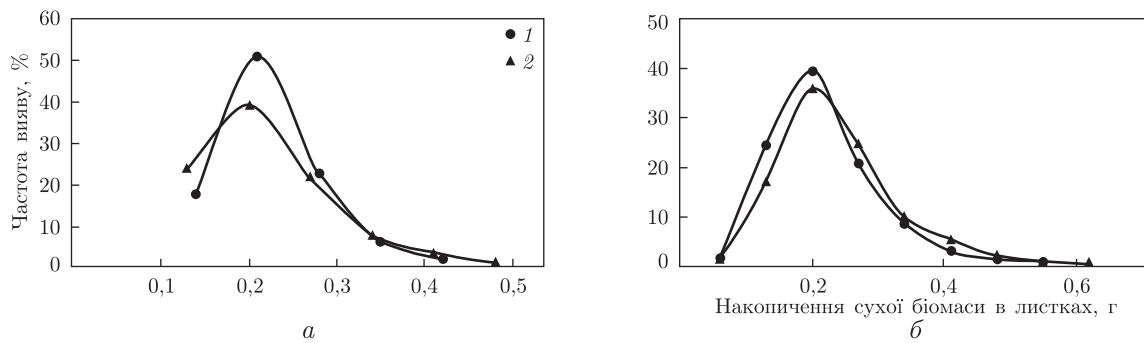 Частота вияву, %
60
50
40
30
20
10
0
0,1 0,2 0,3 0,4 0,5
1
2
а
50
40
30
20
10
0
0,2 0,4 0,6
Накопичення сухої біомаси в листках, г
б